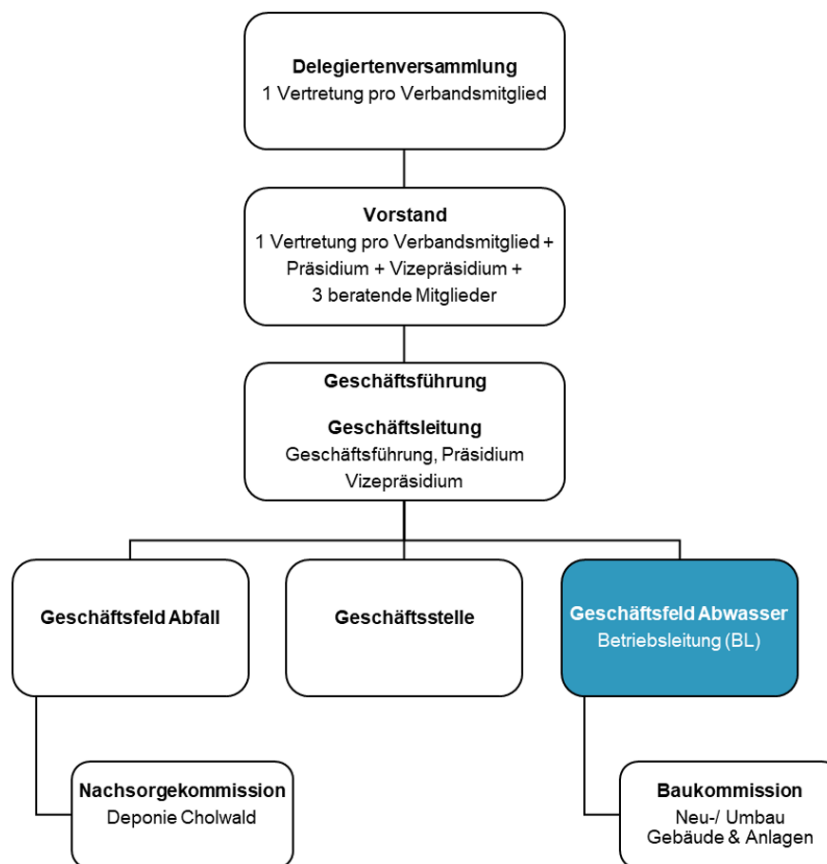 Delegiertenversammlung
1 Vertretung pro Verbandsmitglied
Vorstand
1 Vertretung pro Verbandsmitglied +
Präsidium + Vizepräsidium +
3 beratende Mitglieder
Geschäftsführung
Geschäftsleitung
Geschäftsführung, Präsidium
Vizepräsidium
Geschäftsfeld Abfall
Geschäftsstelle
Geschäftsfeld Abwasser
Betriebsleitung (BL)
Nachsorgekommission
Deponie Cholwald
Baukommission
Neu-/ Umbau
Gebäude & Anlagen